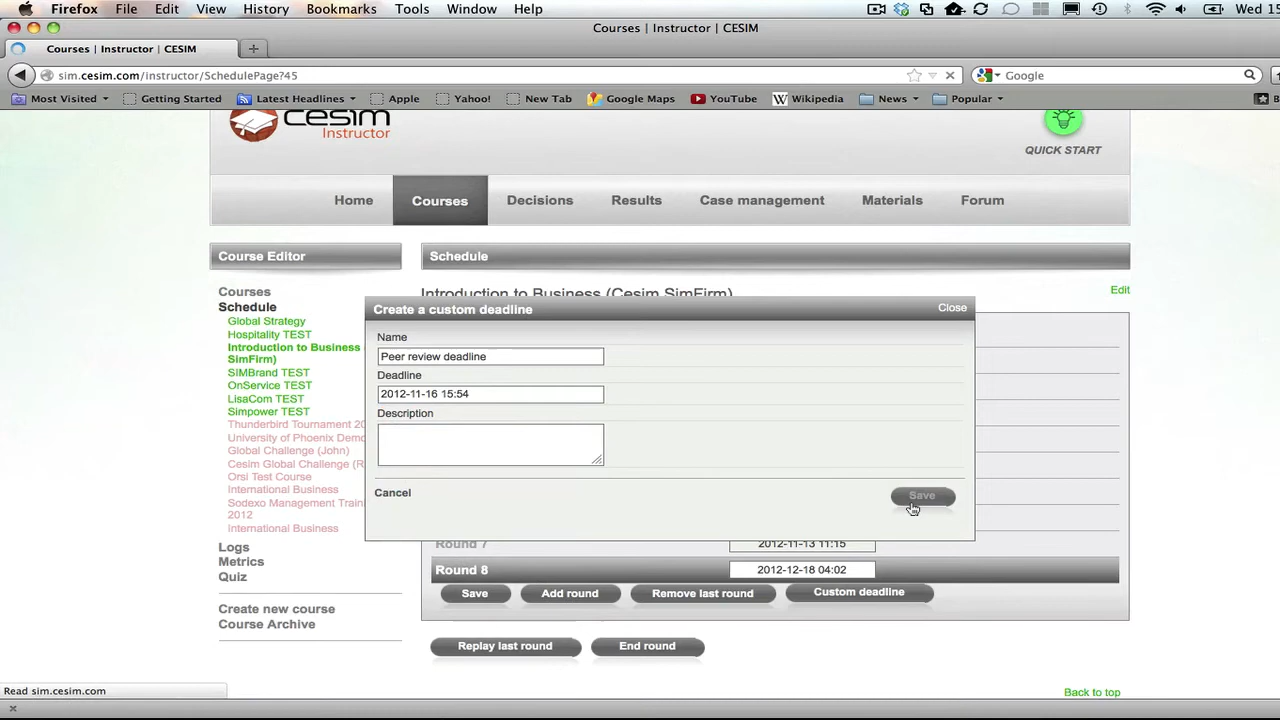 Firefox File Edit View History Bookmarks Tools Window Help Wed 15
Courses | Instructor | CESIM
Courses | Instructor | CESIM
sim.cesim.com/instructor/SchedulePage?45 Google
Most Visited Getting Started Latest Headlines Apple Yahoo! New Tab Google Maps YouTube Wikipedia News Popular
cesim
Instructor
QUICK START
Home Courses Decisions Results Case management Materials Forum
Course Editor
Schedule
Introduction to Business (Cesim SimFirm)
Edit
Courses
Schedule
Global Strategy
Hospitality TEST
Introduction to Business
SimFirm)
SIMBrand TEST
OnService TEST
LisaCom TEST
Simpower TEST
Thunderbird Tournament 20
University of Phoenix Demo
Global Challenge (John)
Cesim Global Challenge (R
Orsi Test Course
International Business
Sodexo Management Train
2012
International Business
Logs
Metrics
Quiz
Create new course
Course Archive
Create a custom deadline Close
Name
Peer review deadline
Deadline
2012-11-16 15:54
Description
Cancel Save
Round 7 2012-11-13 11:15
Round 8 2012-12-18 04:02
Save Add round Remove last round Custom deadline
Replay last round End round
Back to top
Read sim.cesim.com